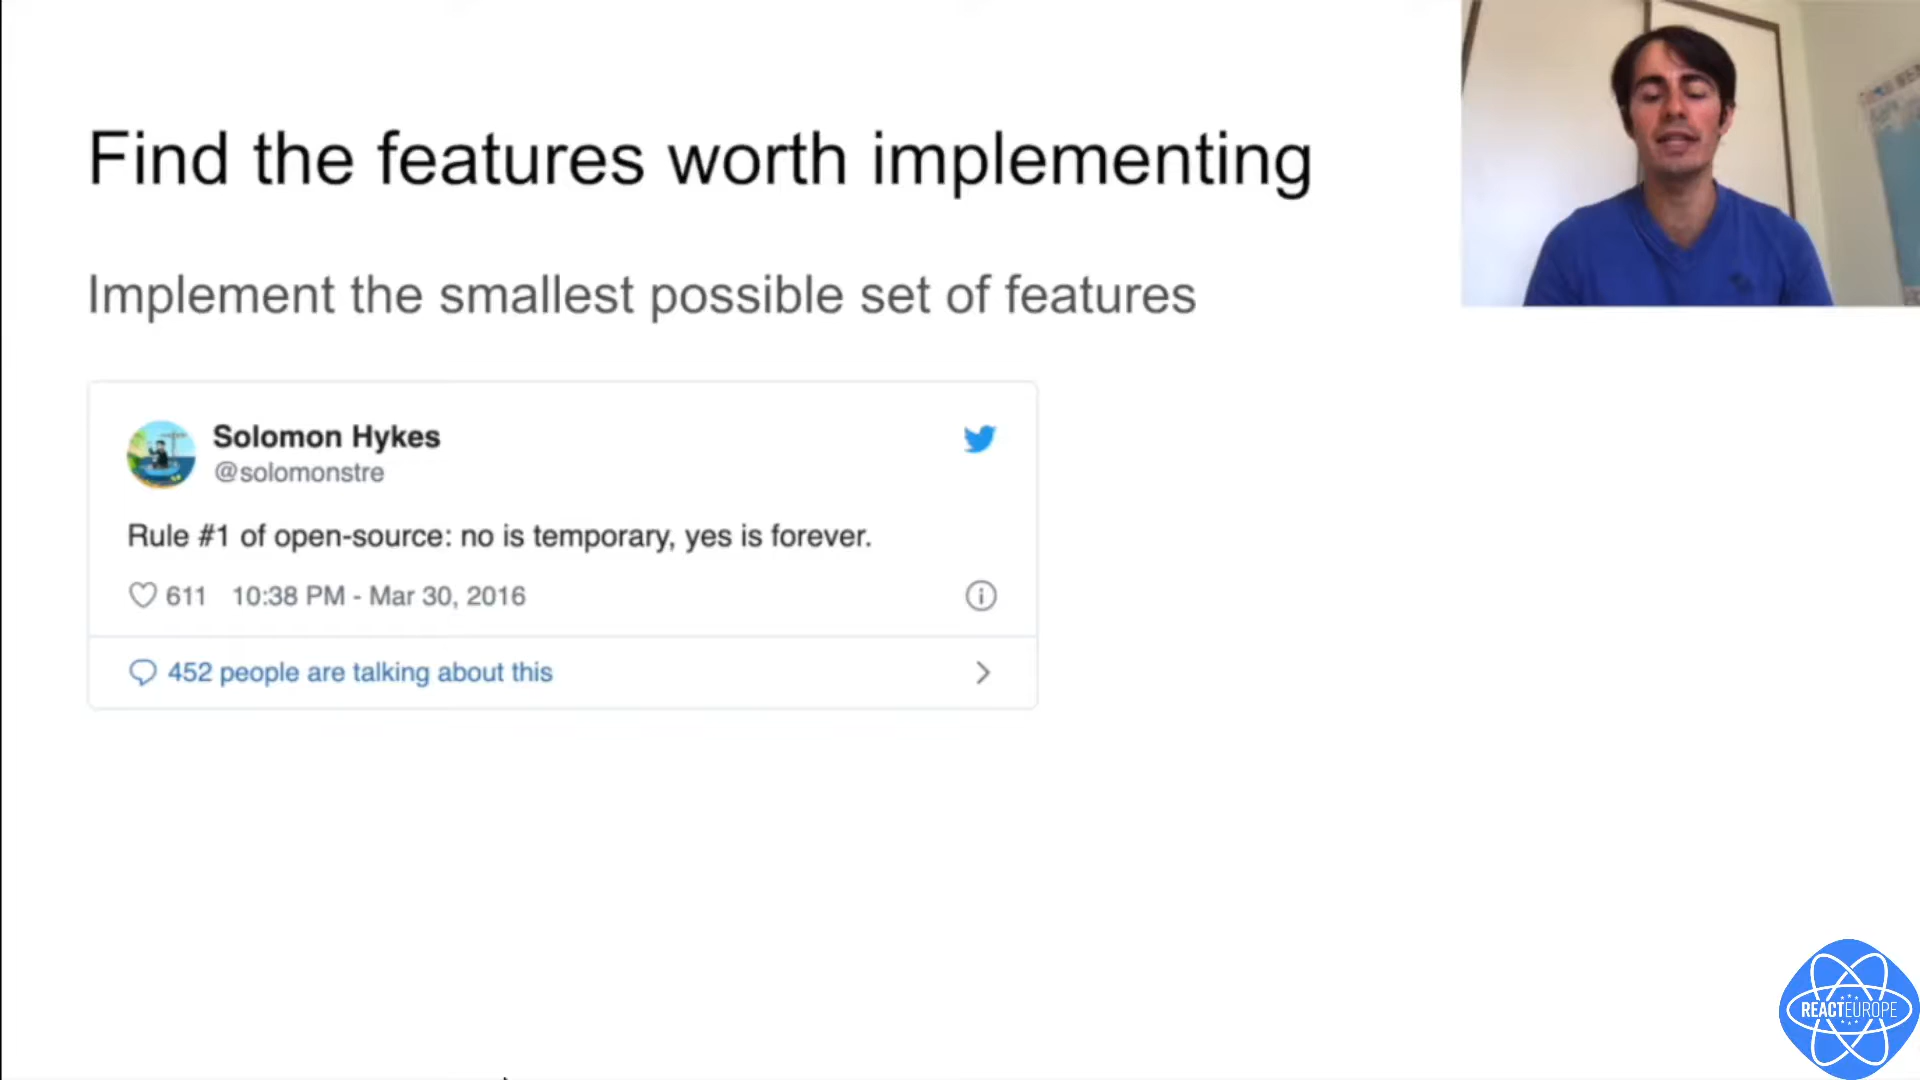 Find the features worth implementing
Implement the smallest possible set of features
Solomon Hykes
@solomonstre
Rule #1 of open-source: no is temporary, yes is forever.
611 10:38 PM - Mar 30, 2016
452 people are talking about this
REACTEUROPE